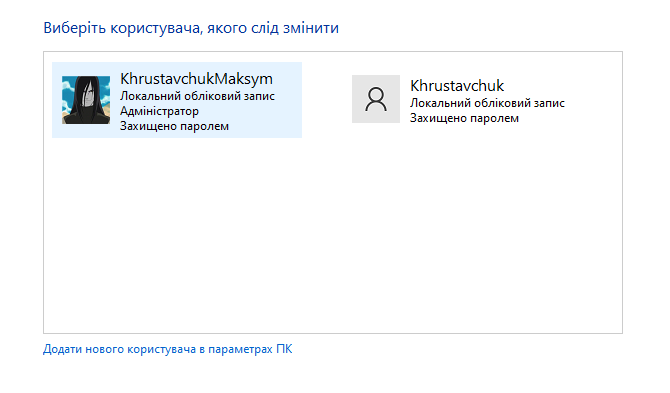 Виберіть користувача, якого слід змінити
KhrustavchukMaksym
Локальний обліковий запис
Адміністратор
Захищено паролем
Khrustavchuk
Локальний обліковий запис
Захищено паролем
Додати нового користувача в параметрах ПК